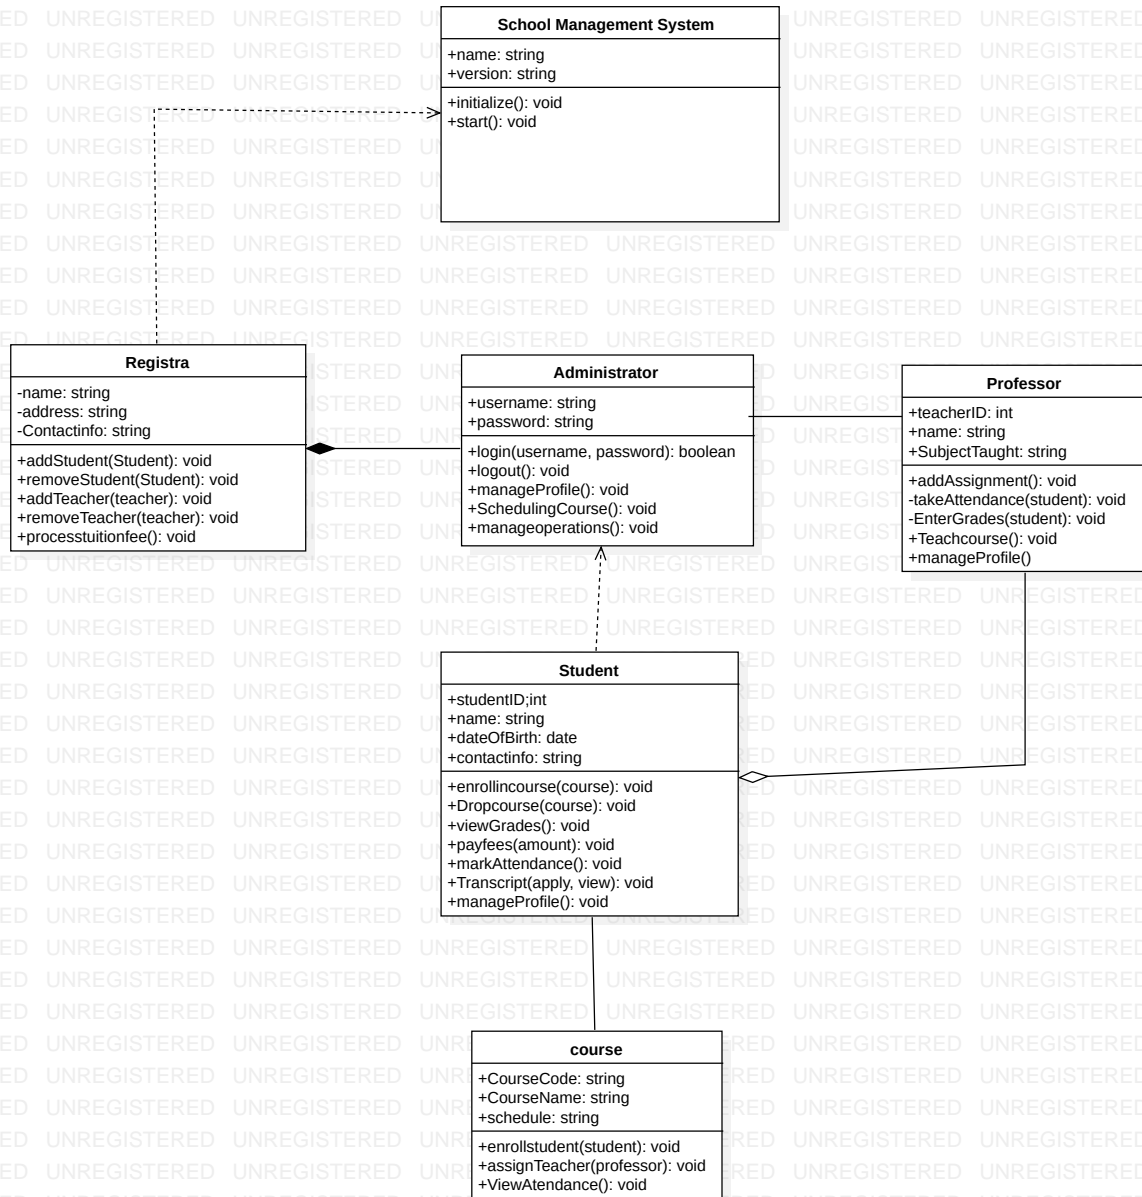 School Management System
+name: string
+version: string
+initialize(): void
+start(): void
Registra
-name: string
-address: string
-Contactinfo: string
+addStudent(Student): void
+removeStudent(Student): void
+addTeacher(teacher): void
+removeTeacher(teacher): void
+processtuitionfee(): void
Administrator
+username: string
+password: string
+login(username, password): boolean
+logout(): void
+manageProfile(): void
+SchedulingCourse(): void
+manageoperations(): void
Professor
+teacherID: int
+name: string
+SubjectTaught: string
+addAssignment(): void
-takeAttendance(student): void
-EnterGrades(student): void
+Teachcourse(): void
+manageProfile()
Student
+studentID;int
+name: string
+dateOfBirth: date
+contactinfo: string
+enrollincourse(course): void
+Dropcourse(course): void
+viewGrades(): void
+payfees(amount): void
+markAttendance(): void
+Transcript(apply, view): void
+manageProfile(): void
course
+CourseCode: string
+CourseName: string
+schedule: string
+enrollstudent(student): void
+assignTeacher(professor): void
+ViewAtendance(): void
UNREGISTERED